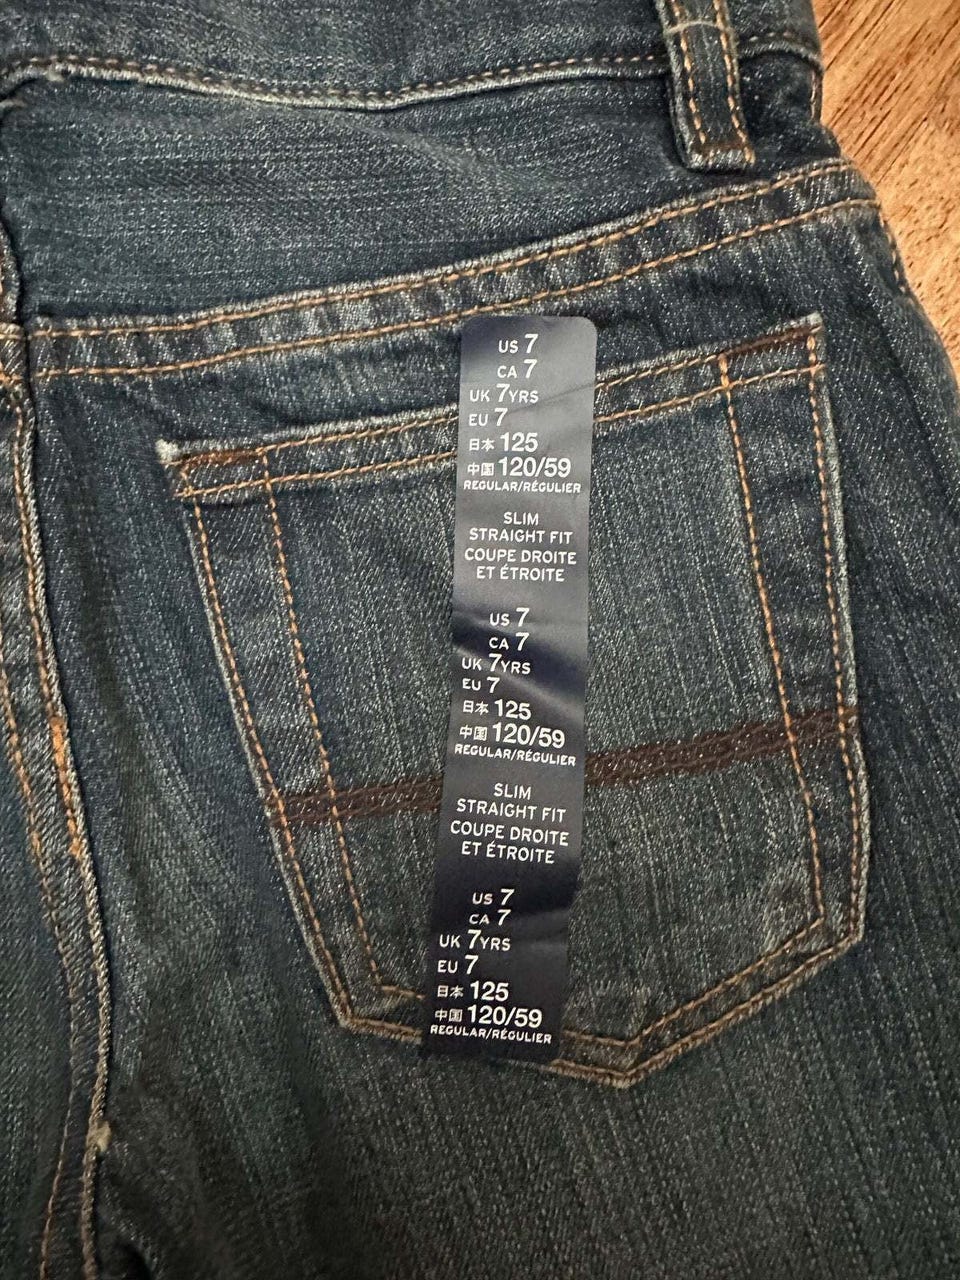 US 7
CA 7
UK 7YRS
EU 7
日本 125
中国 120/59
REGULAR/RÉGULIER
SLIM
STRAIGHT FIT
COUPE DROITE
ET ÉTROITE
US 7
CA 7
UK 7YRS
EU 7
日本 125
中国 120/59
REGULAR/RÉGULIER
SLIM
STRAIGHT FIT
COUPE DROITE
ET ÉTROITE
US 7
CA 7
UK 7YRS
EU 7
日本 125
中国 120/59
REGULAR/RÉGULIER